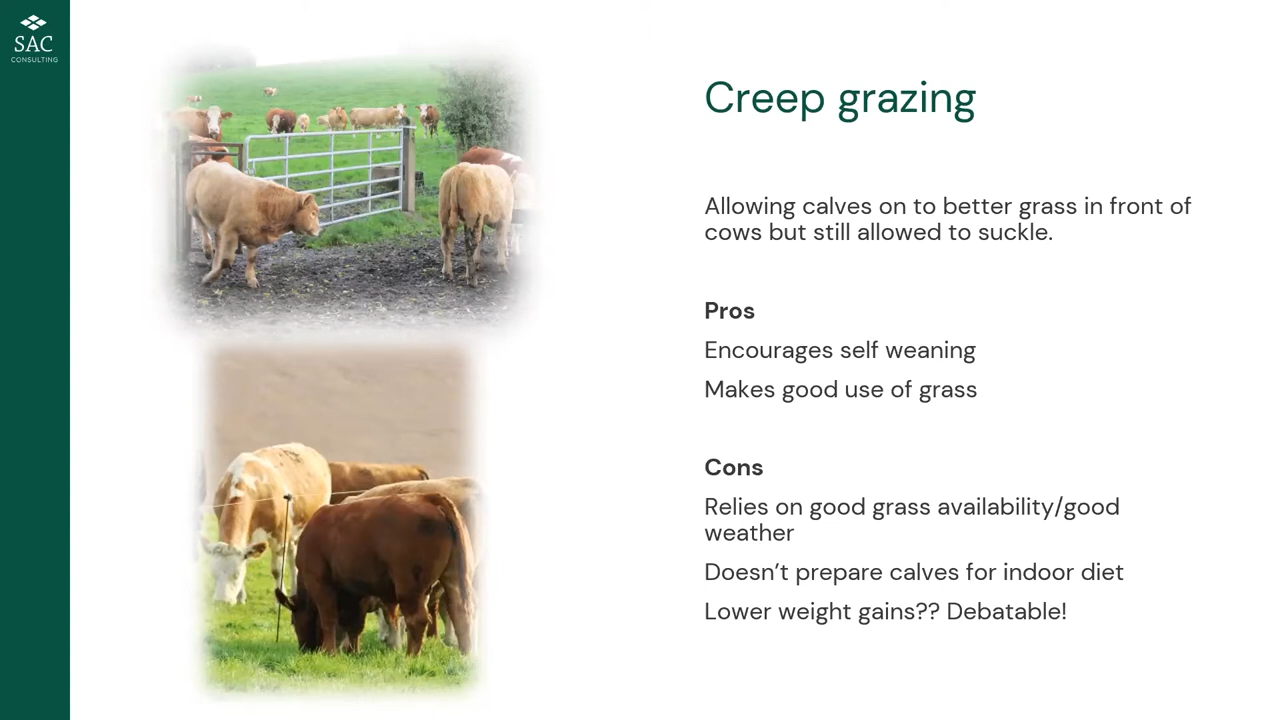 SAC
CONSULTING
Creep grazing
Allowing calves on to better grass in front of
cows but still allowed to suckle.
Pros
Encourages self weaning
Makes good use of grass
Cons
Relies on good grass availability/good
weather
Doesn’t prepare calves for indoor diet
Lower weight gains?? Debatable!